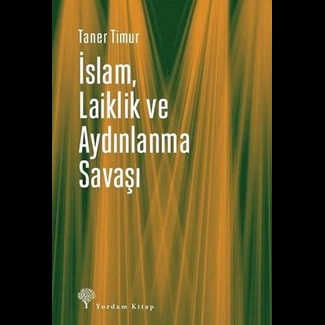 Taner Timur
İslam,
Laiklik ve
Aydınlanma
Savaşı
Yordam Kitap